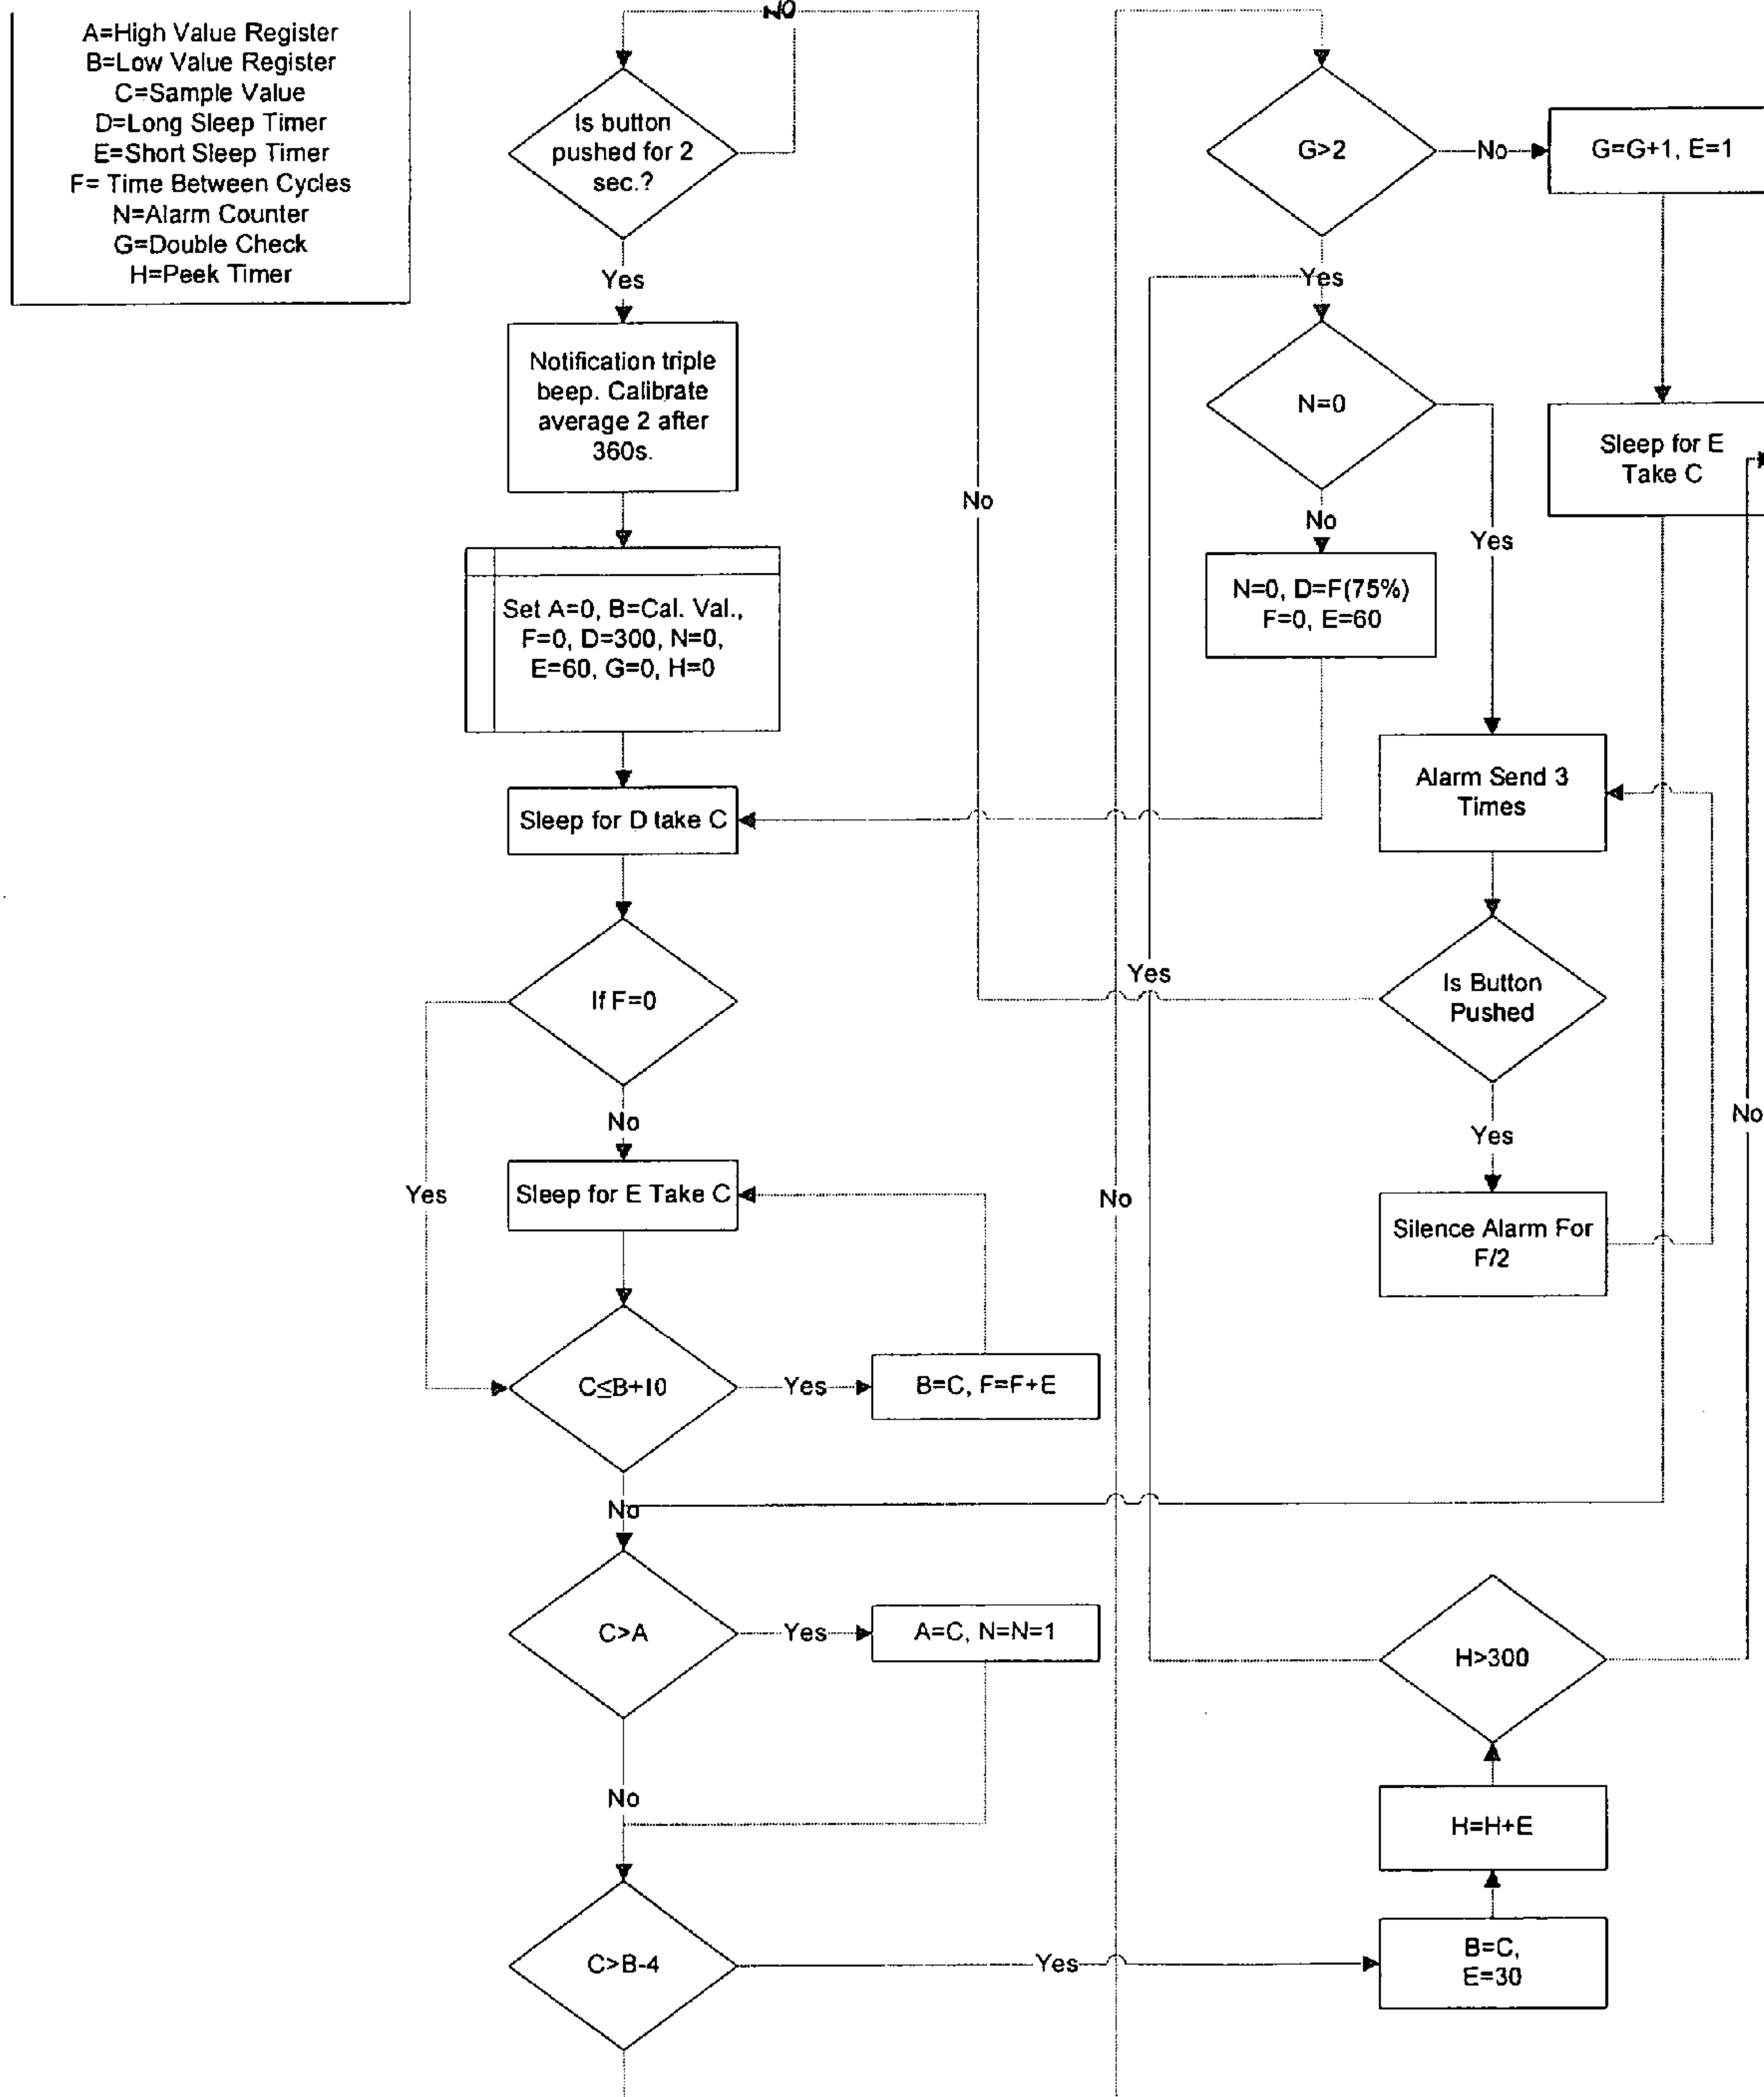 A=High Value Register
B=Low Value Register
C=Sample Value
D=Long Sleep Timer
E=Short Sleep Timer
F= Time Between Cycles
N=Alarm Counter
G=Double Check
H=Peek Timer
NO
Is button
pushed for 2
sec.?
Yes
Notification triple
beep. Calibrate
average 2 after
360s.
Set A=0, B=Cal. Val.,
F=0, D=300, N=0,
E=60, G=0, H=0
Sleep for D take C
If F=0
No
Yes
Sleep for E Take C
C≤B+10
Yes
B=C, F=F+E
No
C>A
Yes
A=C, N=N=1
No
C>B-4
Yes
No
G>2
No
G=G+1, E=1
Yes
N=0
No
Yes
Sleep for E
Take C
N=0, D=F(75%)
F=0, E=60
Alarm Send 3
Times
Yes
Is Button
Pushed
No
Yes
No
Silence Alarm For
F/2
H>300
H=H+E
B=C,
E=30